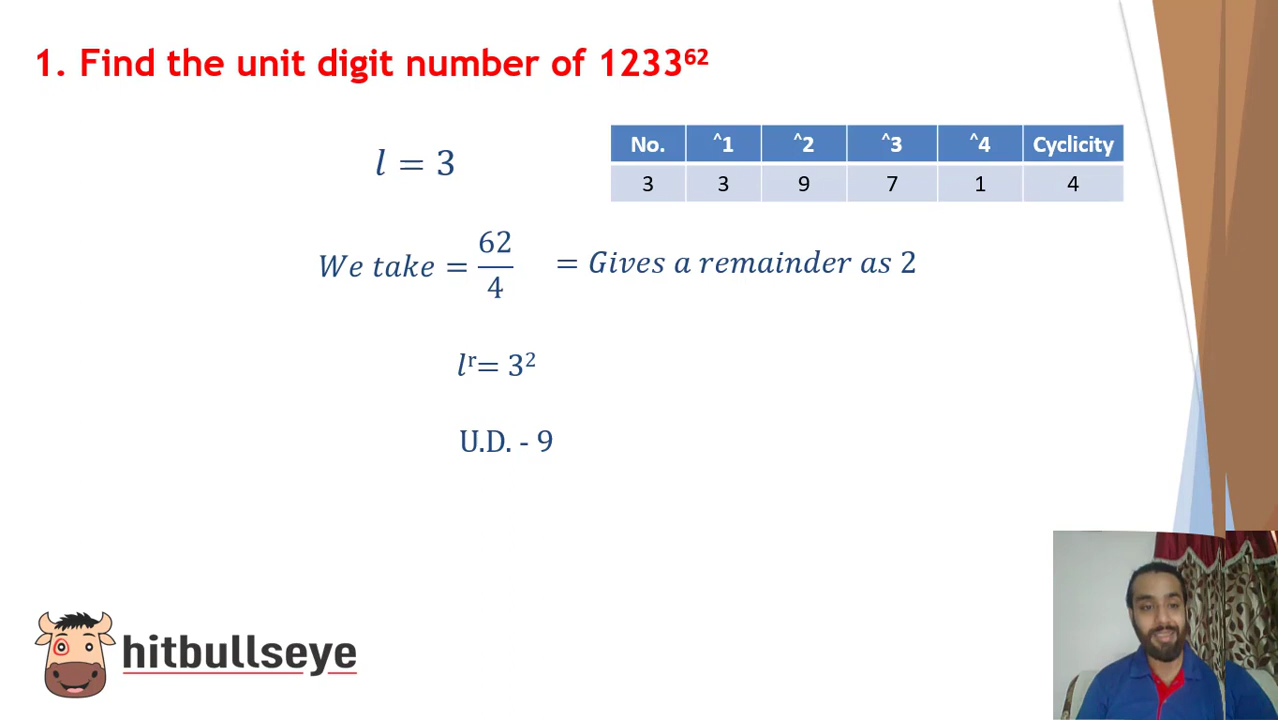 1. Find the unit digit number of 1233⁶²
l = 3
No. ^1 ^2 ^3 ^4 Cyclicity
3 3 9 7 1 4
We take = 62/4 = Gives a remainder as 2
lʳ= 3²
U.D. - 9
hitbullseye